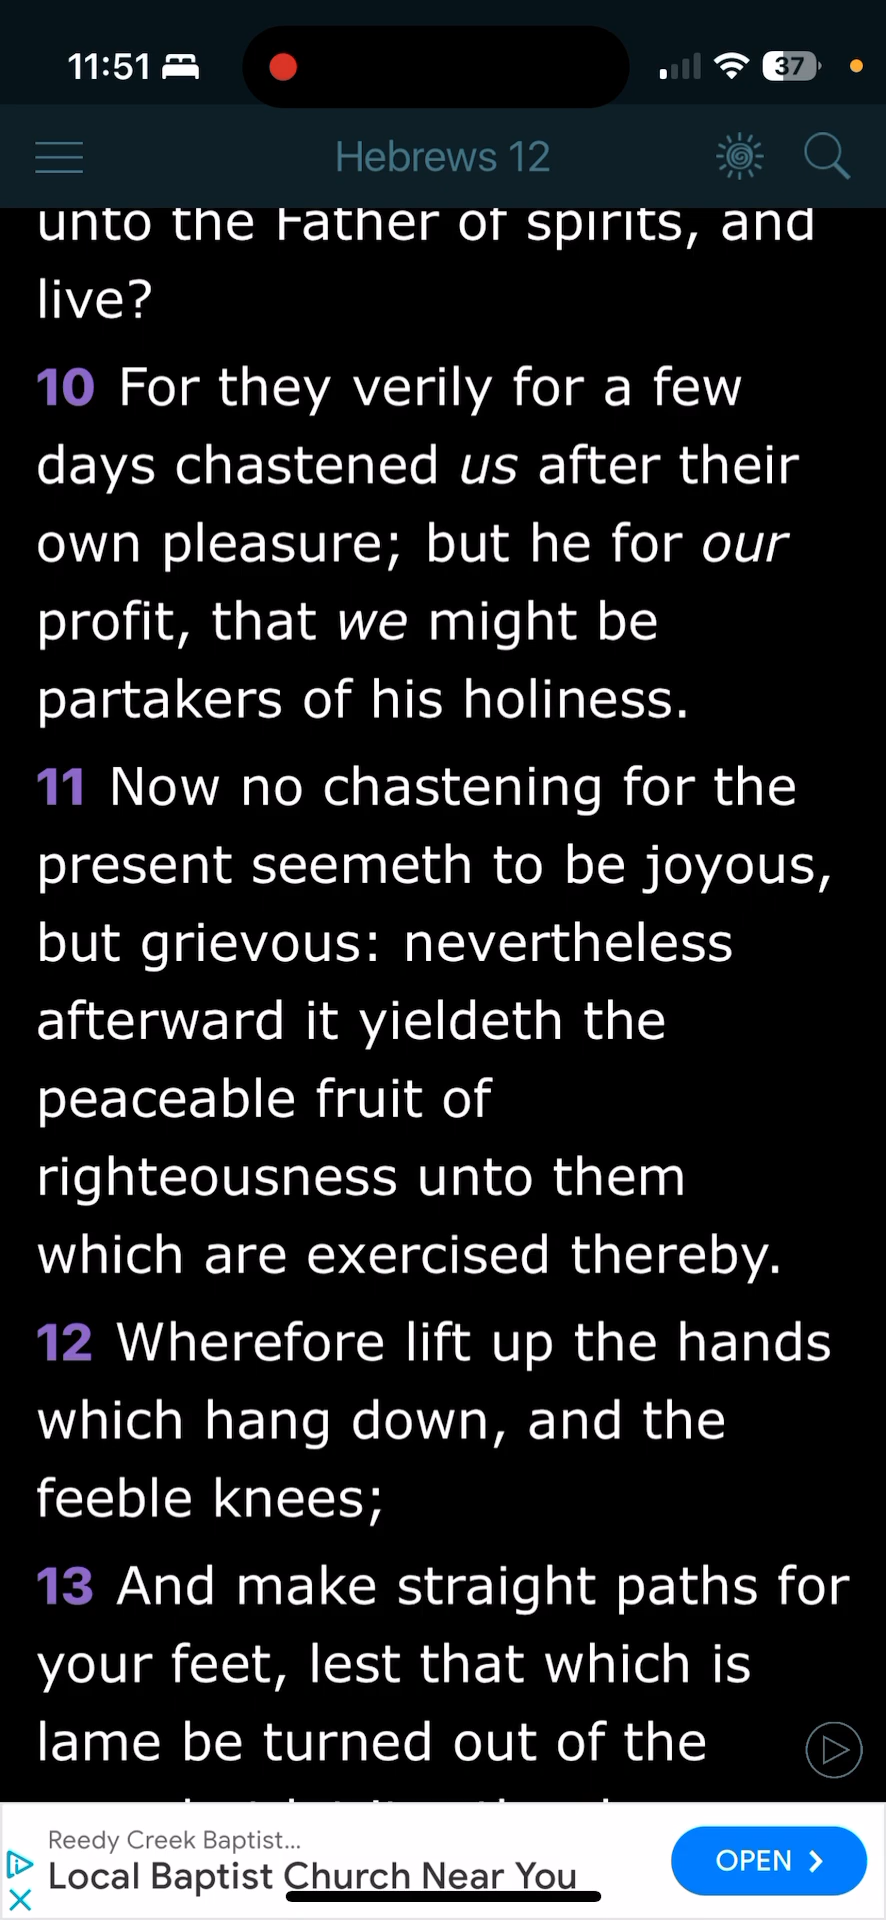 11:51
37
Hebrews 12
unto the Father of spirits, and
live?
10 For they verily for a few
days chastened us after their
own pleasure; but he for our
profit, that we might be
partakers of his holiness.
11 Now no chastening for the
present seemeth to be joyous,
but grievous: nevertheless
afterward it yieldeth the
peaceable fruit of
righteousness unto them
which are exercised thereby.
12 Wherefore lift up the hands
which hang down, and the
feeble knees;
13 And make straight paths for
your feet, lest that which is
lame be turned out of the
Reedy Creek Baptist...
Local Baptist Church Near You
OPEN